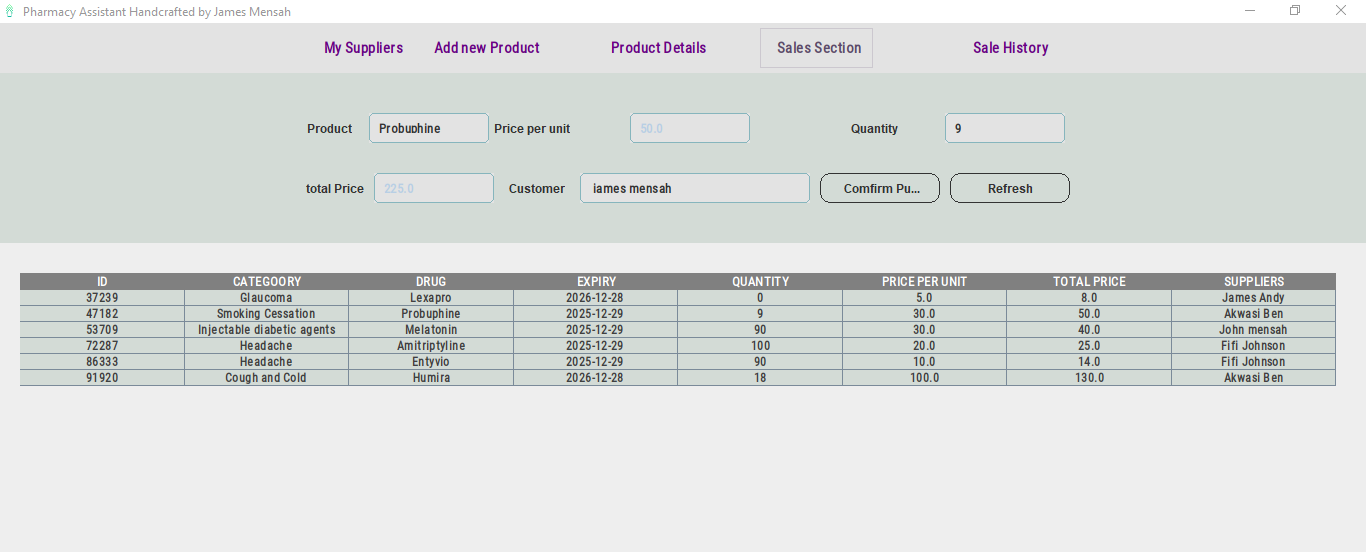 Pharmacy Assistant Handcrafted by James Mensah
My Suppliers Add new Product Product Details Sales Section Sale History
Product Probuphine Price per unit 50.0 Quantity 9
total Price 225.0 Customer james mensah Comfirm Pu... Refresh
ID CATEGOORY DRUG EXPIRY QUANTITY PRICE PER UNIT TOTAL PRICE SUPPLIERS
37239 Glaucoma Lexapro 2026-12-28 0 5.0 8.0 James Andy
47182 Smoking Cessation Probuphine 2025-12-29 9 30.0 50.0 Akwasi Ben
53709 Injectable diabetic agents Melatonin 2025-12-29 90 30.0 40.0 John mensah
72287 Headache Amitriptyline 2025-12-29 100 20.0 25.0 Fifi Johnson
86333 Headache Entyvio 2025-12-29 90 10.0 14.0 Fifi Johnson
91920 Cough and Cold Humira 2026-12-28 18 100.0 130.0 Akwasi Ben